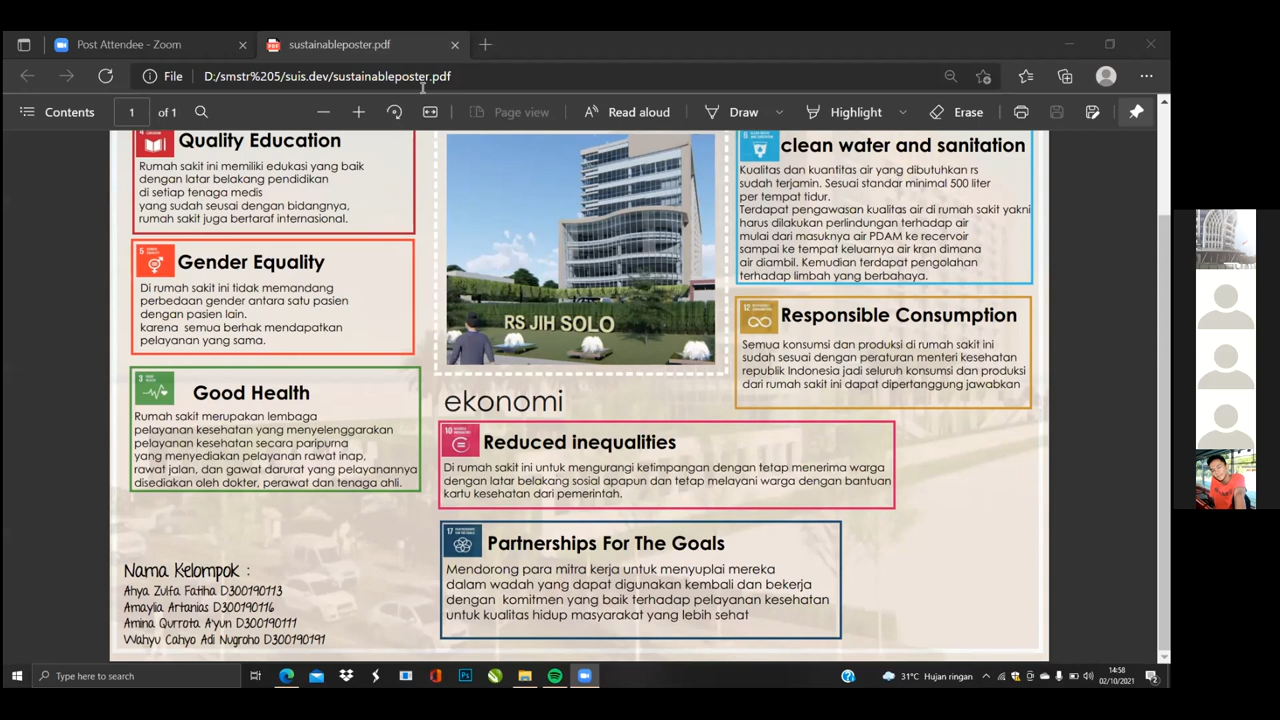 Post Attendee - Zoom
sustainableposter.pdf
File
D:/smstr%205/suis.dev/sustainableposter.pdf
Contents
1
of 1
Page view
Read aloud
Draw
Highlight
Erase
4
Quality Education
Rumah sakit ini memiliki edukasi yang baik
dengan latar belakang pendidikan
di setiap tenaga medis
yang sudah seusai dengan bidangnya,
rumah sakit juga bertaraf internasional.
5
Gender Equality
Di rumah sakit ini tidak memandang
perbedaan gender antara satu pasien
dengan pasien lain.
karena semua berhak mendapatkan
pelayanan yang sama.
3
Good Health
Rumah sakit merupakan lembaga
pelayanan kesehatan yang menyelenggarakan
pelayanan kesehatan secara paripurna
yang menyediakan pelayanan rawat inap,
rawat jalan, dan gawat darurat yang pelayanannya
disediakan oleh dokter, perawat dan tenaga ahli.
Nama Kelompok :
Ahya Zulfa Fatiha D300190113
Amaylia Artanias D300190116
Amina Qurrota A'yun D300190111
Wahyu Cahyo Adi Nugroho D300190191
RS JIH SOLO
ekonomi
10
Reduced inequalities
Di rumah sakit ini untuk mengurangi ketimpangan dengan tetap menerima warga
dengan latar belakang sosial apapun dan tetap melayani warga dengan bantuan
kartu kesehatan dari pemerintah.
17 PARTNERSHIPS FOR THE GOALS
Partnerships For The Goals
Mendorong para mitra kerja untuk menyuplai mereka
dalam wadah yang dapat digunakan kembali dan bekerja
dengan komitmen yang baik terhadap pelayanan kesehatan
untuk kualitas hidup masyarakat yang lebih sehat
clean water and sanitation
Kualitas dan kuantitas air yang dibutuhkan rs
sudah terjamin. Sesuai standar minimal 500 liter
per tempat tidur.
Terdapat pengawasan kualitas air di rumah sakit yakni
harus dilakukan perlindungan terhadap air
mulai dari masuknya air PDAM ke recervoir
sampai ke tempat keluarnya air kran dimana
air diambil. Kemudian terdapat pengolahan
terhadap limbah yang berbahaya.
12
Responsible Consumption
Semua konsumsi dan produksi di rumah sakit ini
sudah sesuai dengan peraturan menteri kesehatan
republik Indonesia jadi seluruh konsumsi dan produksi
dari rumah sakit ini dapat dipertanggung jawabkan
Type here to search
31°C Hujan ringan
14:58
02/10/2021
2